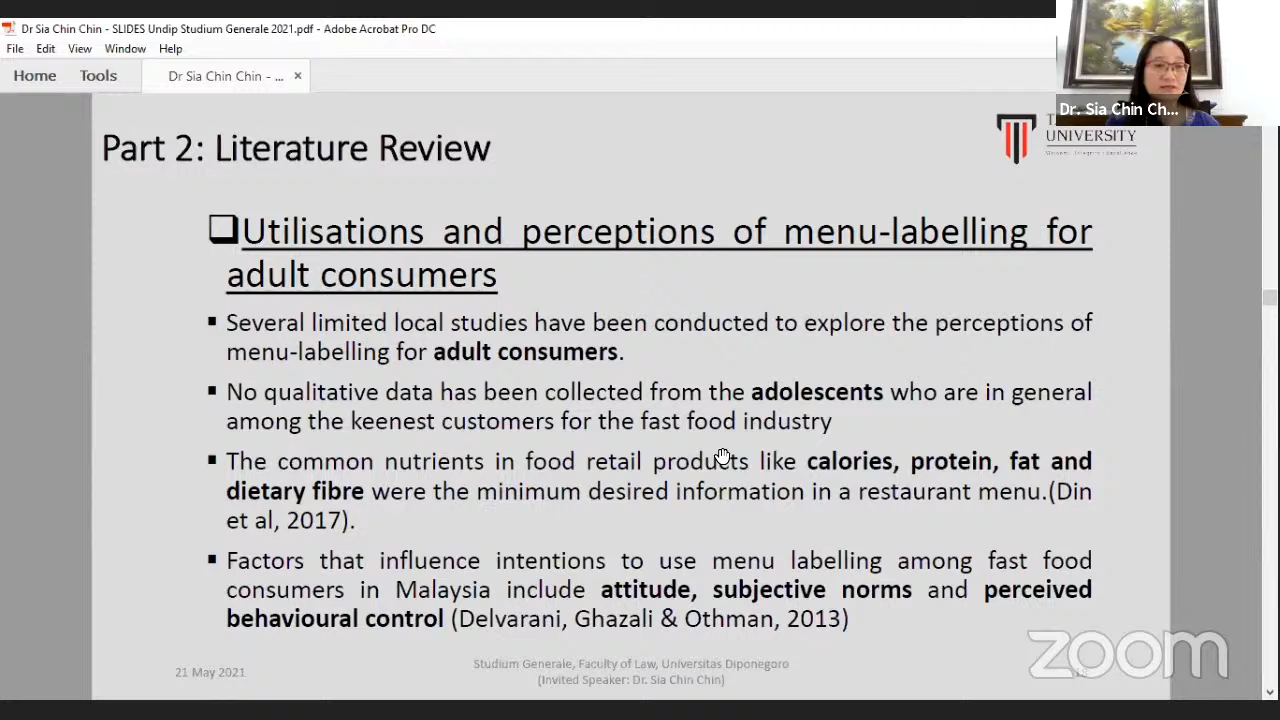 Dr Sia Chin Chin - SLIDES Undip Studium Generale 2021.pdf - Adobe Acrobat Pro DC
File Edit View Window Help
Home Tools Dr Sia Chin Chin - ... ×
Dr. Sia Chin Ch...
UNIVERSITY
Part 2: Literature Review
Utilisations and perceptions of menu-labelling for
adult consumers
▪ Several limited local studies have been conducted to explore the perceptions of
menu-labelling for adult consumers.
▪ No qualitative data has been collected from the adolescents who are in general
among the keenest customers for the fast food industry
▪ The common nutrients in food retail products like calories, protein, fat and
dietary fibre were the minimum desired information in a restaurant menu.(Din
et al, 2017).
▪ Factors that influence intentions to use menu labelling among fast food
consumers in Malaysia include attitude, subjective norms and perceived
behavioural control (Delvarani, Ghazali & Othman, 2013)
21 May 2021
Studium Generale, Faculty of Law, Universitas Diponegoro
(Invited Speaker: Dr. Sia Chin Chin)
zoom